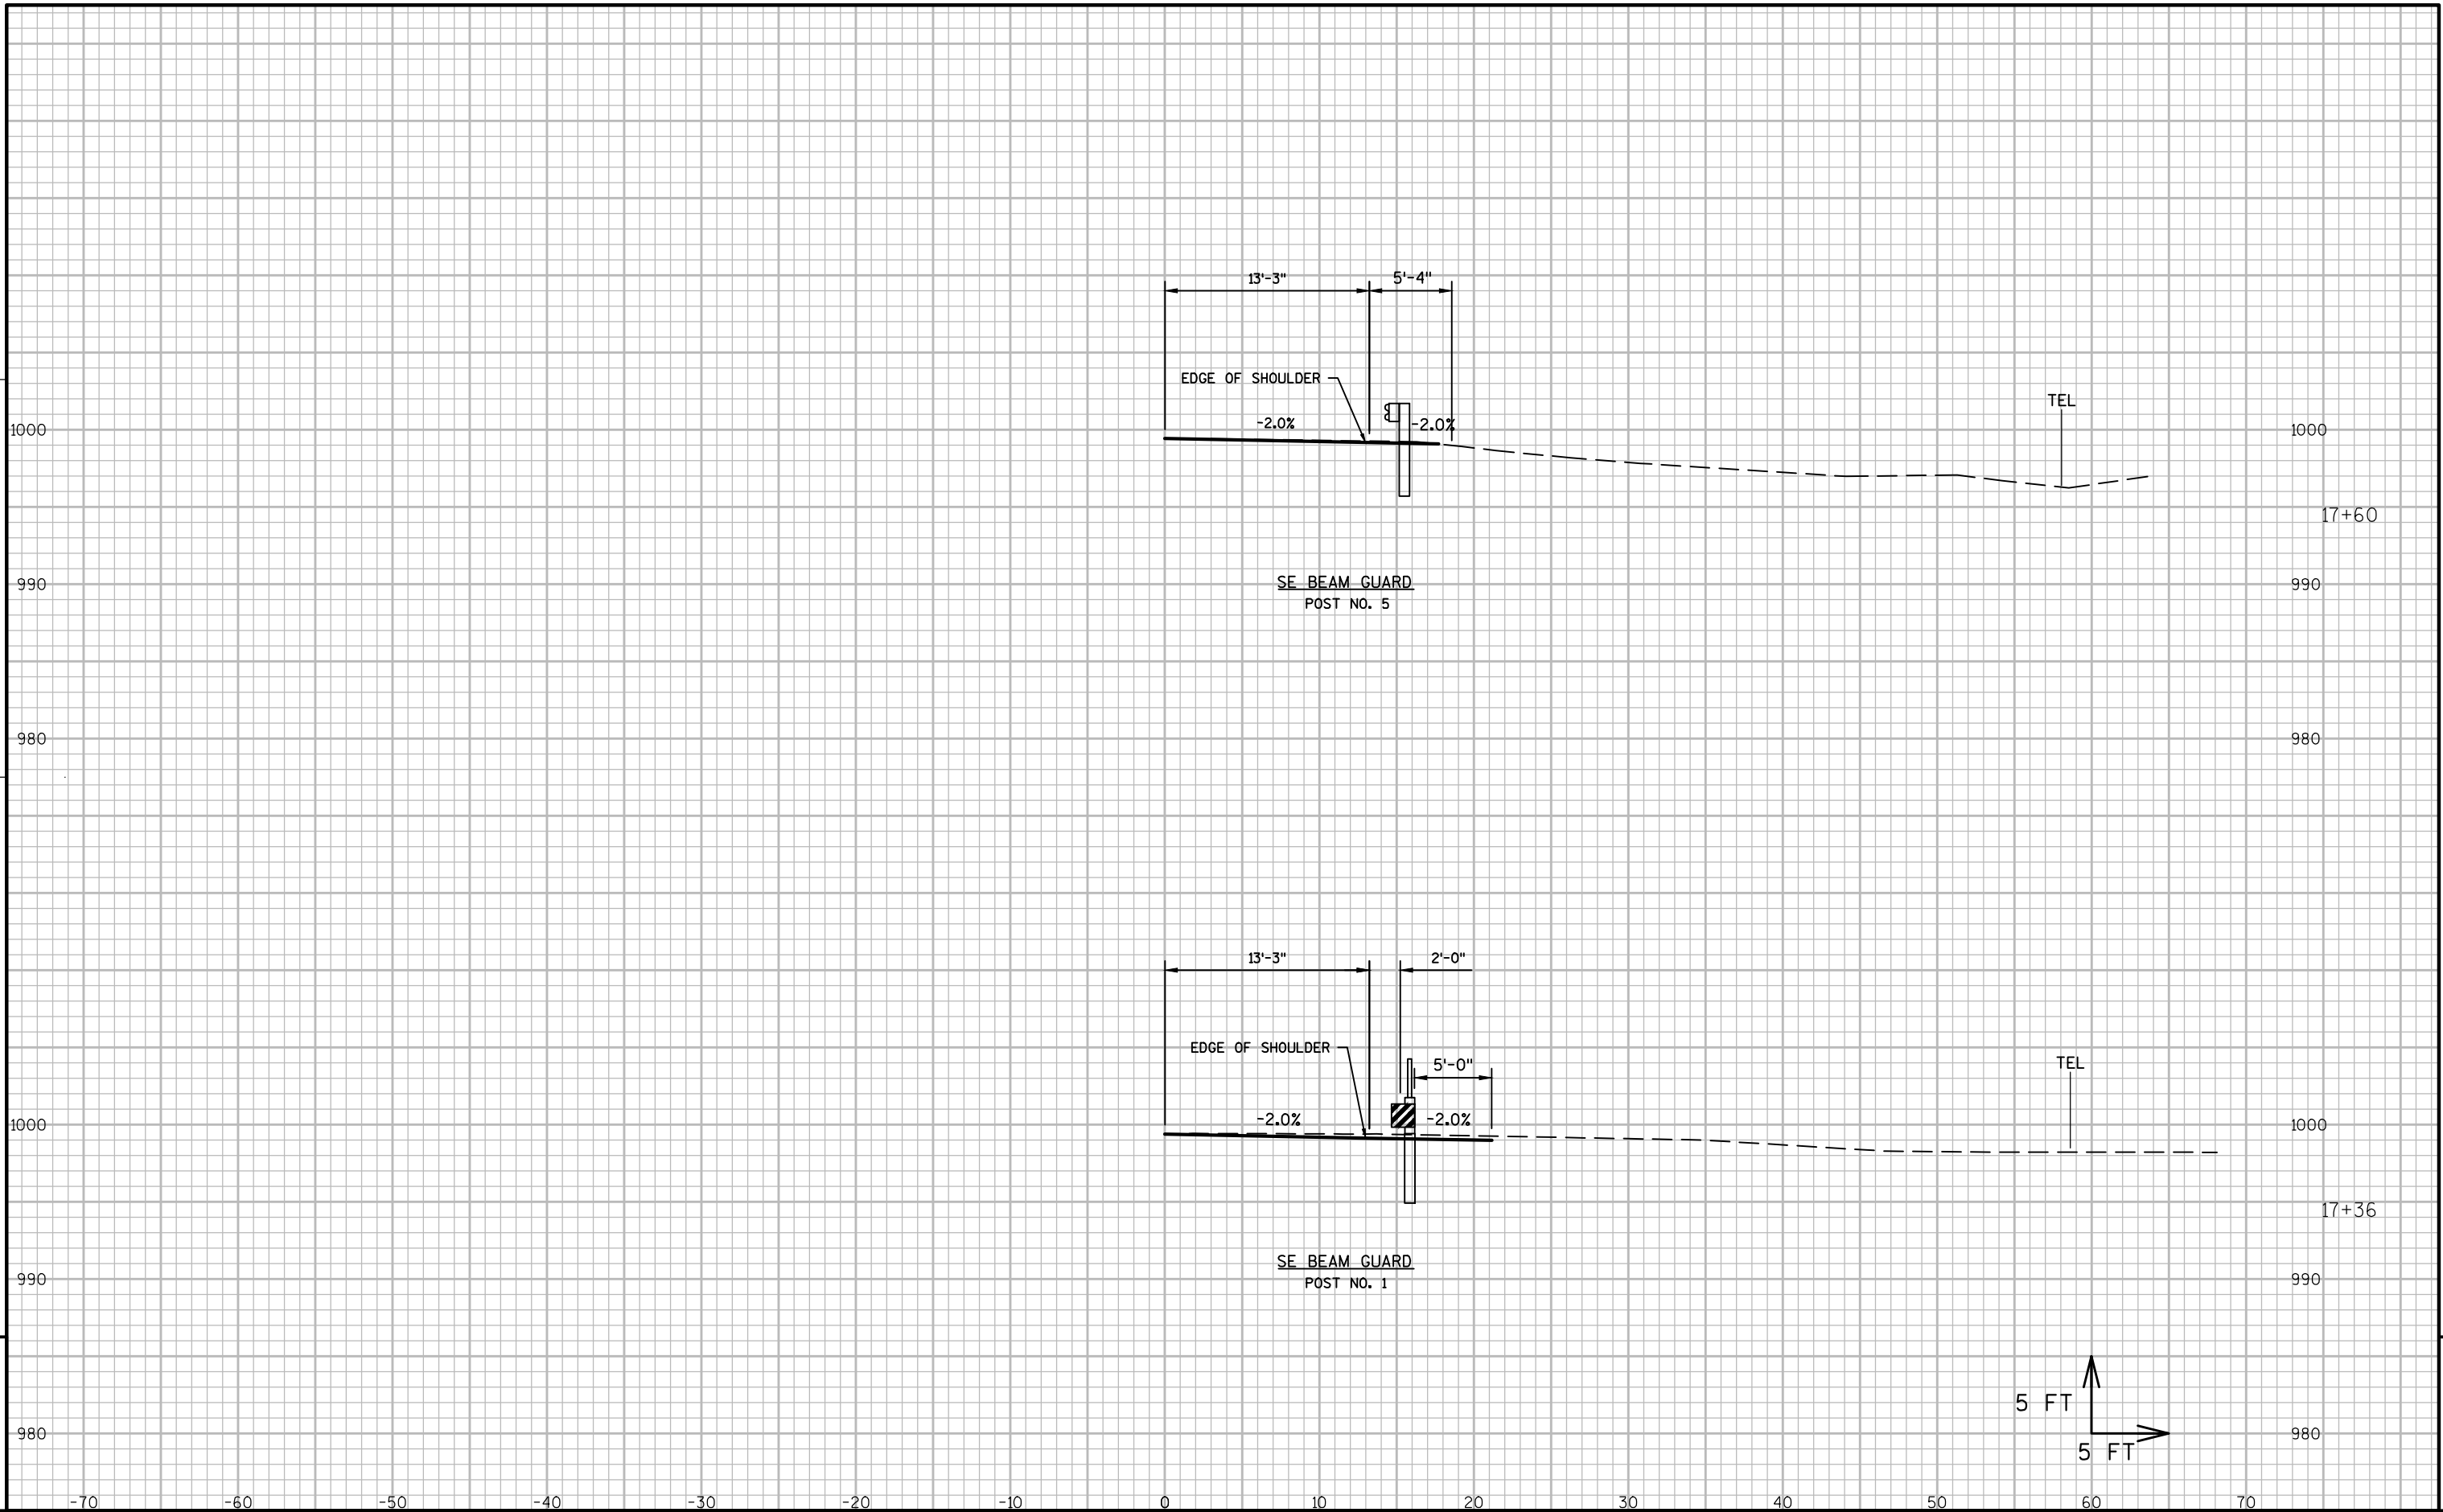 13'-3" 5'-4"
EDGE OF SHOULDER
TEL
-2.0% -2.0%
1000 1000
17+60
990 990
SE BEAM GUARD
POST NO. 5
980 980
13'-3" 2'-0"
EDGE OF SHOULDER
5'-0" TEL
-2.0% -2.0%
1000 1000
17+36
SE BEAM GUARD
990 990
POST NO. 1
5 FT
980 980
5 FT
-70 -60 -50 -40 -30 -20 -10 0 10 20 30 40 50 60 70